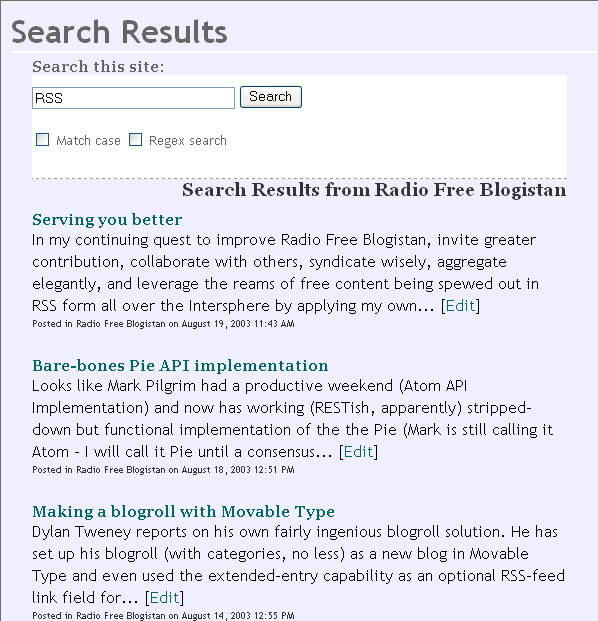 Search Results
Search this site:
RSS Search
Match case Regex search
Search Results from Radio Free Blogistan
Serving you better
In my continuing quest to improve Radio Free Blogistan, invite greater
contribution, collaborate with others, syndicate wisely, aggregate
elegantly, and leverage the reams of free content being spewed out in
RSS form all over the Intersphere by applying my own... [Edit]
Posted in Radio Free Blogistan on August 19, 2003 11:43 AM
Bare-bones Pie API implementation
Looks like Mark Pilgrim had a productive weekend (Atom API
Implementation) and now has working (RESTish, apparently) stripped-
down but functional implementation of the the Pie (Mark is still calling it
Atom - I will call it Pie until a consensus... [Edit]
Posted in Radio Free Blogistan on August 18, 2003 12:51 PM
Making a blogroll with Movable Type
Dylan Tweney reports on his own fairly ingenious blogroll solution. He has
set up his blogroll (with categories, no less) as a new blog in Movable
Type and even used the extended-entry capability as an optional RSS-feed
link field for... [Edit]
Posted in Radio Free Blogistan on August 14, 2003 12:55 PM